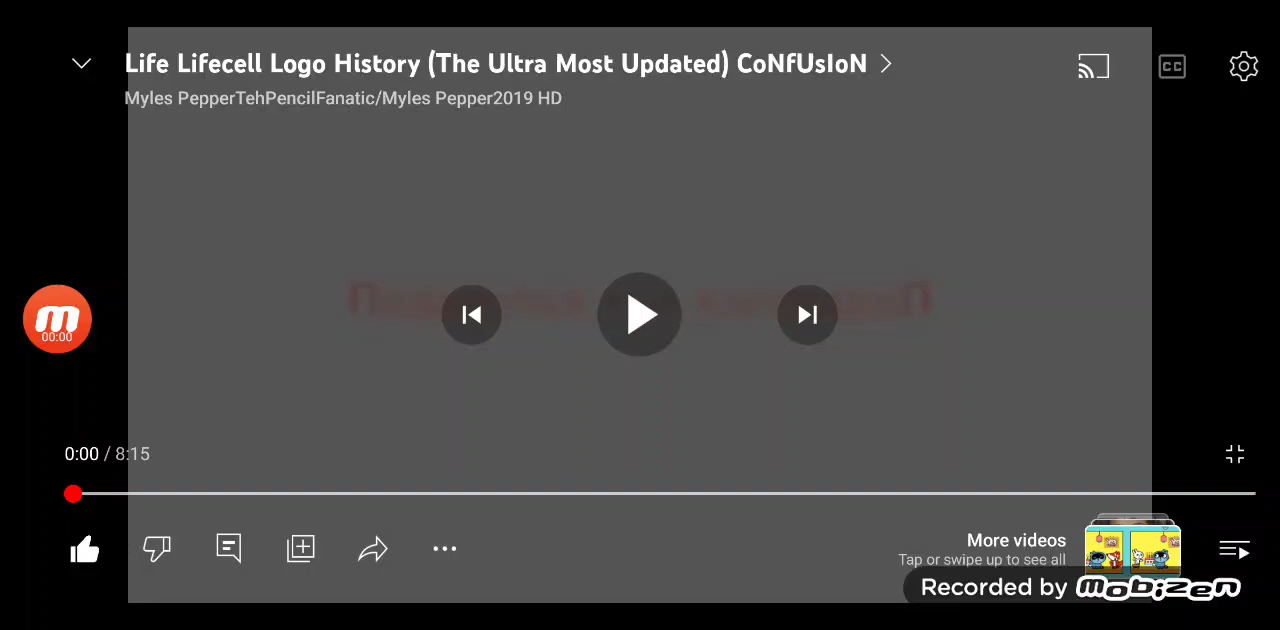 Life Lifecell Logo History (The Ultra Most Updated) CoNfUsIoN
Myles PepperTehPencilFanatic/Myles Pepper2019 HD
CC
m
00:00
0:00 / 8:15
More videos
Tap or swipe up to see all
Recorded by mobizen